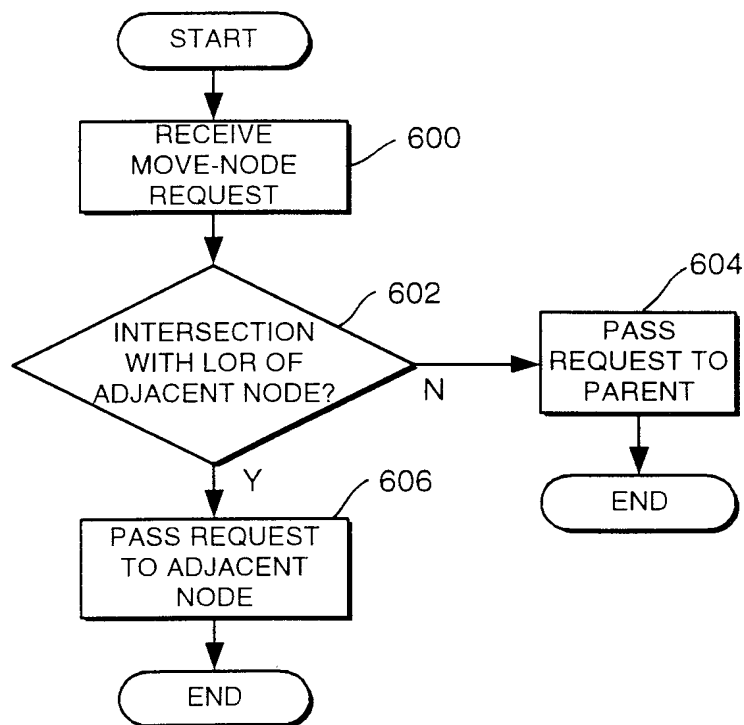 START
RECEIVE
MOVE-NODE
REQUEST
600
602
INTERSECTION
WITH LOR OF
ADJACENT NODE?
N
604
PASS
REQUEST TO
PARENT
END
Y
606
PASS REQUEST
TO ADJACENT
NODE
END